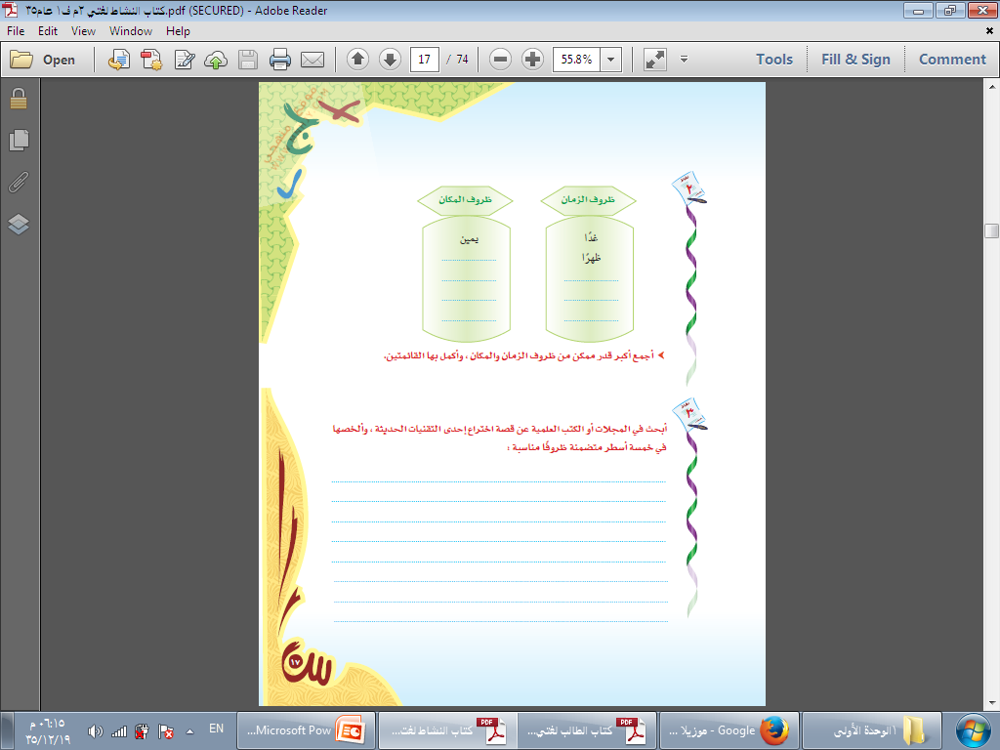 كتاب النشاط لغتي ٢م ف١ عام٣٥.pdf (SECURED) - Adobe Reader
File Edit View Window Help
Open 17 / 74 55.8% Tools Fill & Sign Comment
ظروف الزمان
ظروف المكان
غدًا
ظهرًا
يمين
أجمع أكبر قدر ممكن من ظروف الزمان والمكان ، وأكمل بها القائمتين.
٢
٣
أبحث في المجلات أو الكتب العلمية عن قصة اختراع إحدى التقنيات الحديثة ، وألخصها
في خمسة أسطر متضمنة ظروفًا مناسبة :
١٧
٠٦:١٥ م
٣٥/١٢/١٩
EN
...Microsoft Pow
كتاب النشاط لغت...
كتاب الطالب لغتي...
Google - موزيلا ...
١الوحدة الأولى